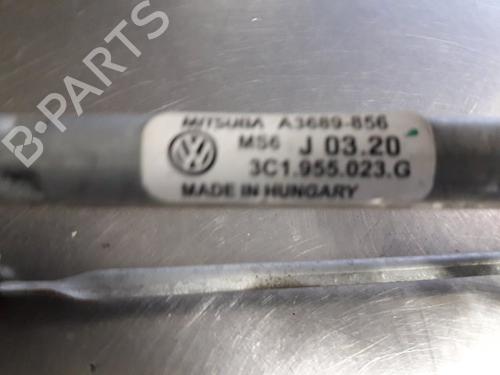 MITSUBA A3689-856
MS6 J 03.20
3C1.955.023.G
MADE IN HUNGARY
B-PARTS